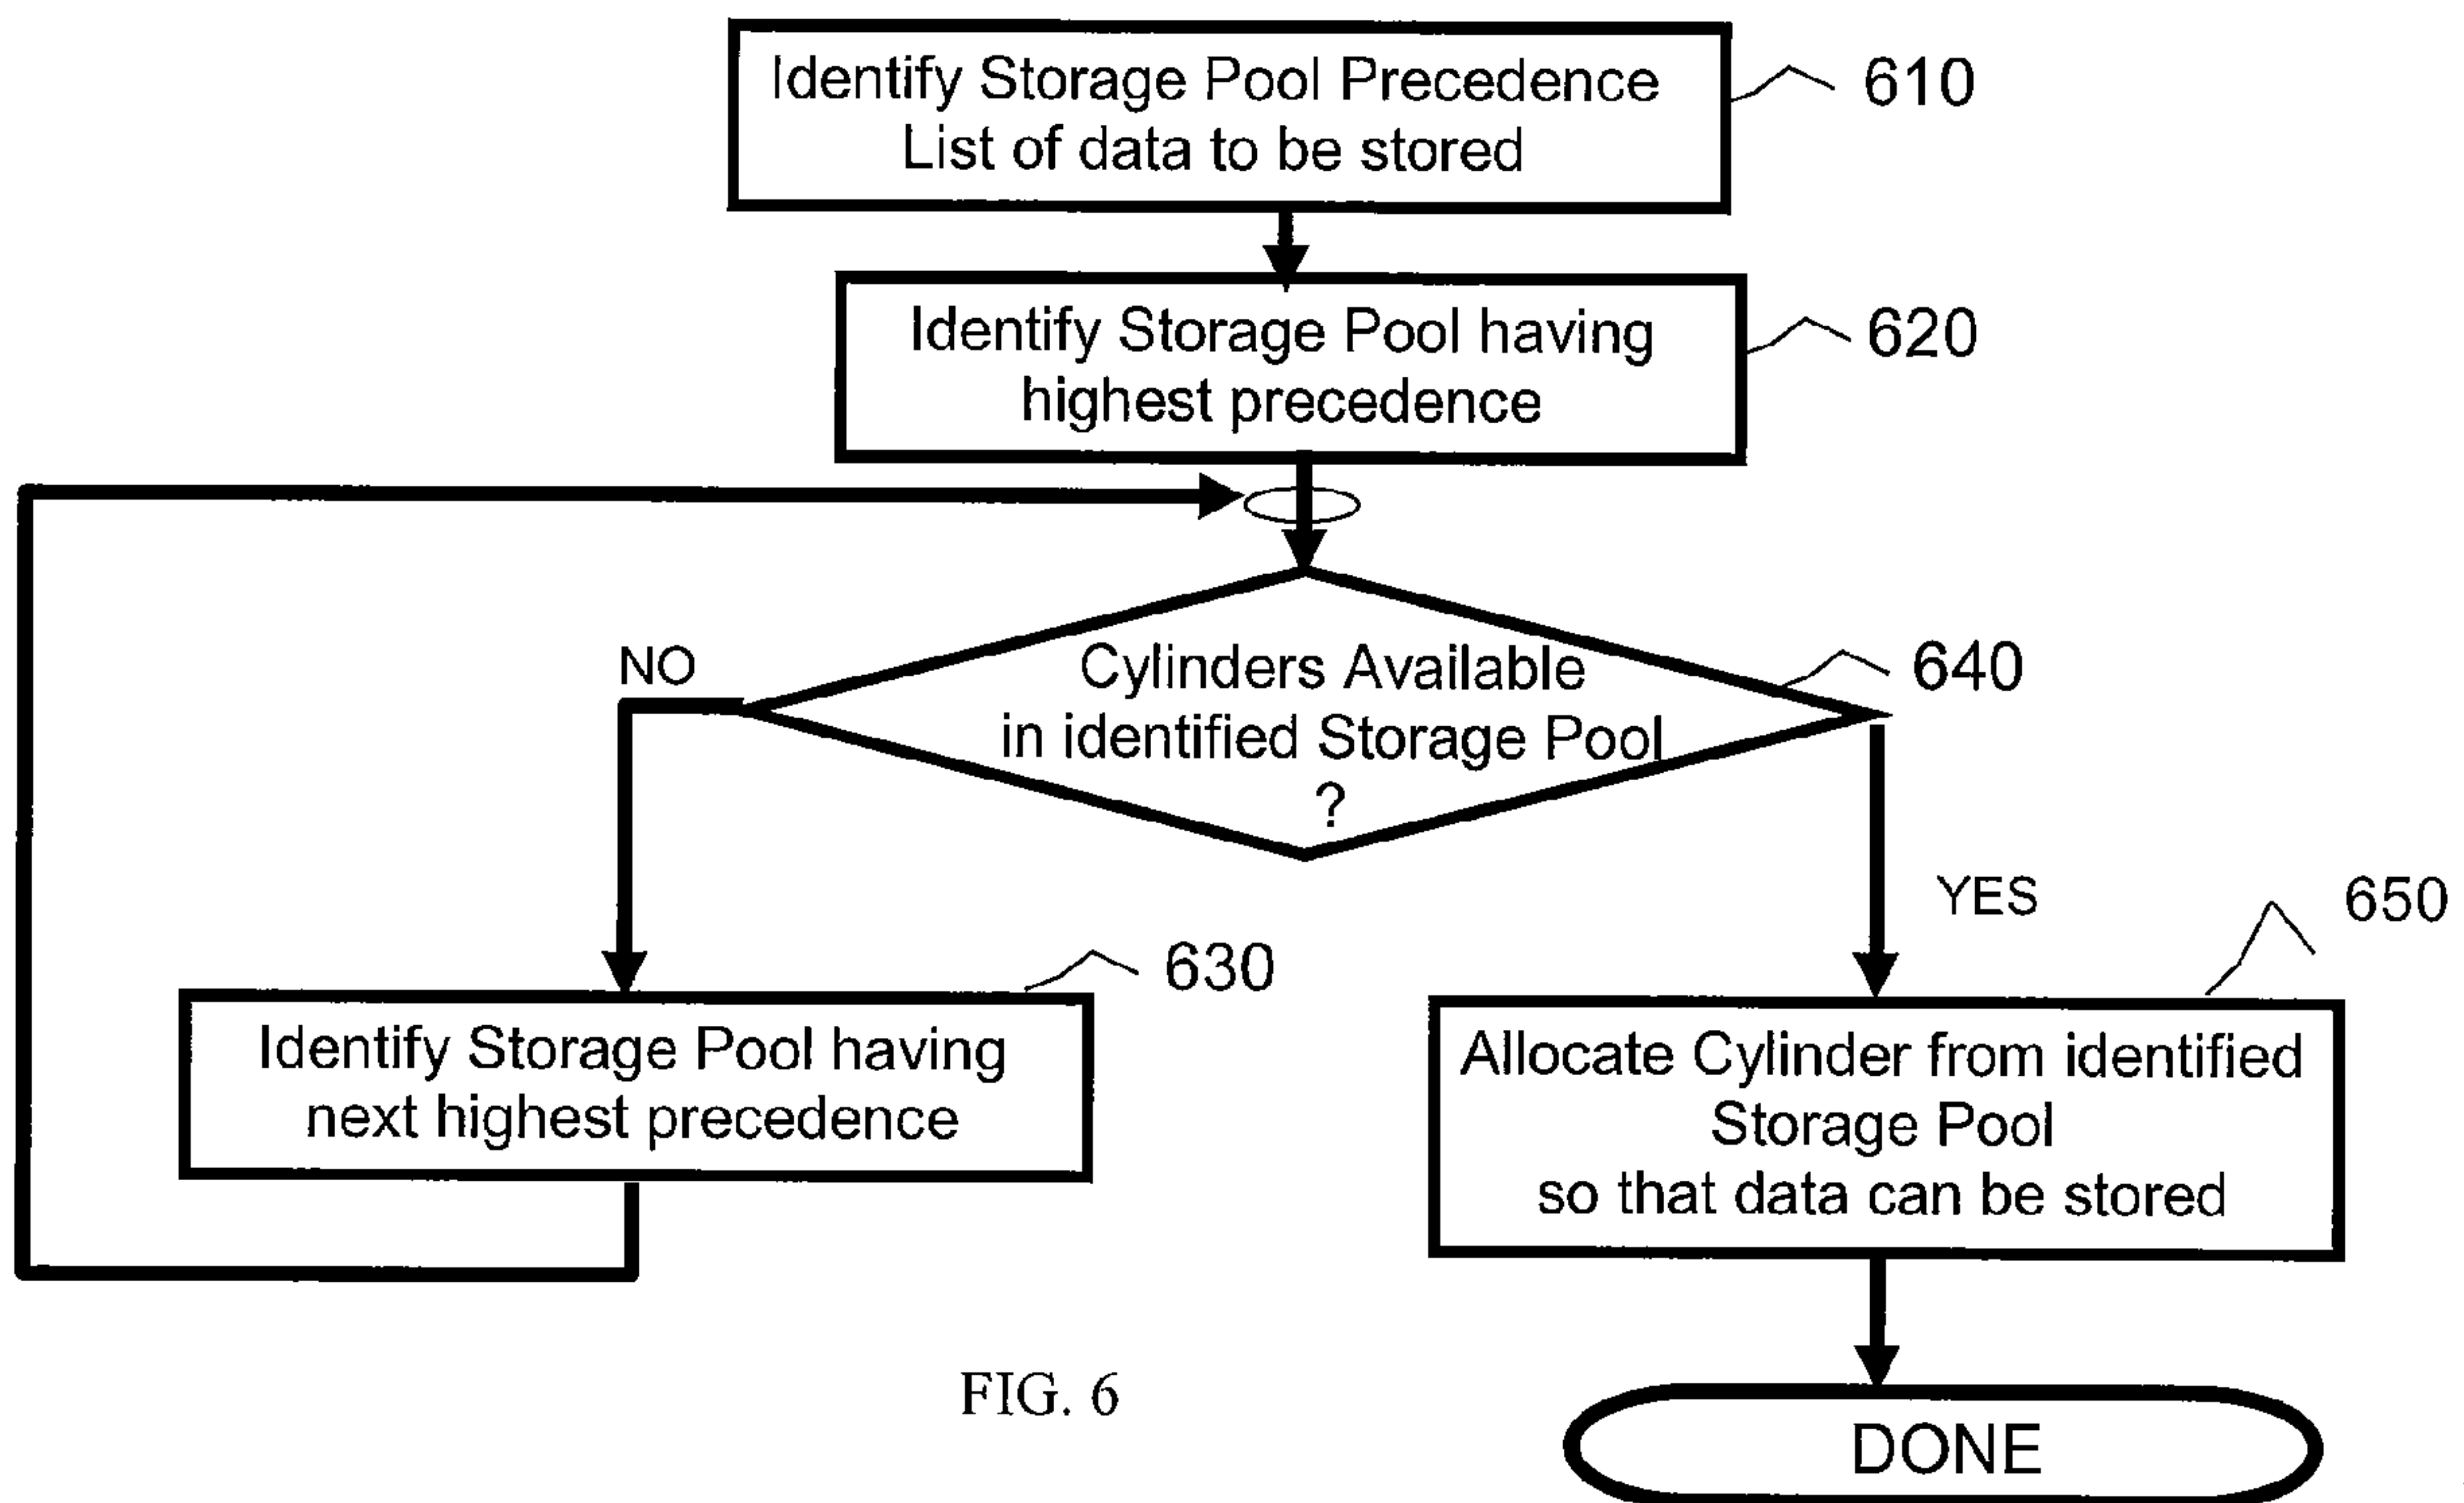 Identify Storage Pool Precedence
List of data to be stored
610
Identify Storage Pool having
highest precedence
620
NO
Cylinders Available
in identified Storage Pool
?
640
YES
650
630
Identify Storage Pool having
next highest precedence
Allocate Cylinder from identified
Storage Pool
so that data can be stored
FIG. 6
DONE